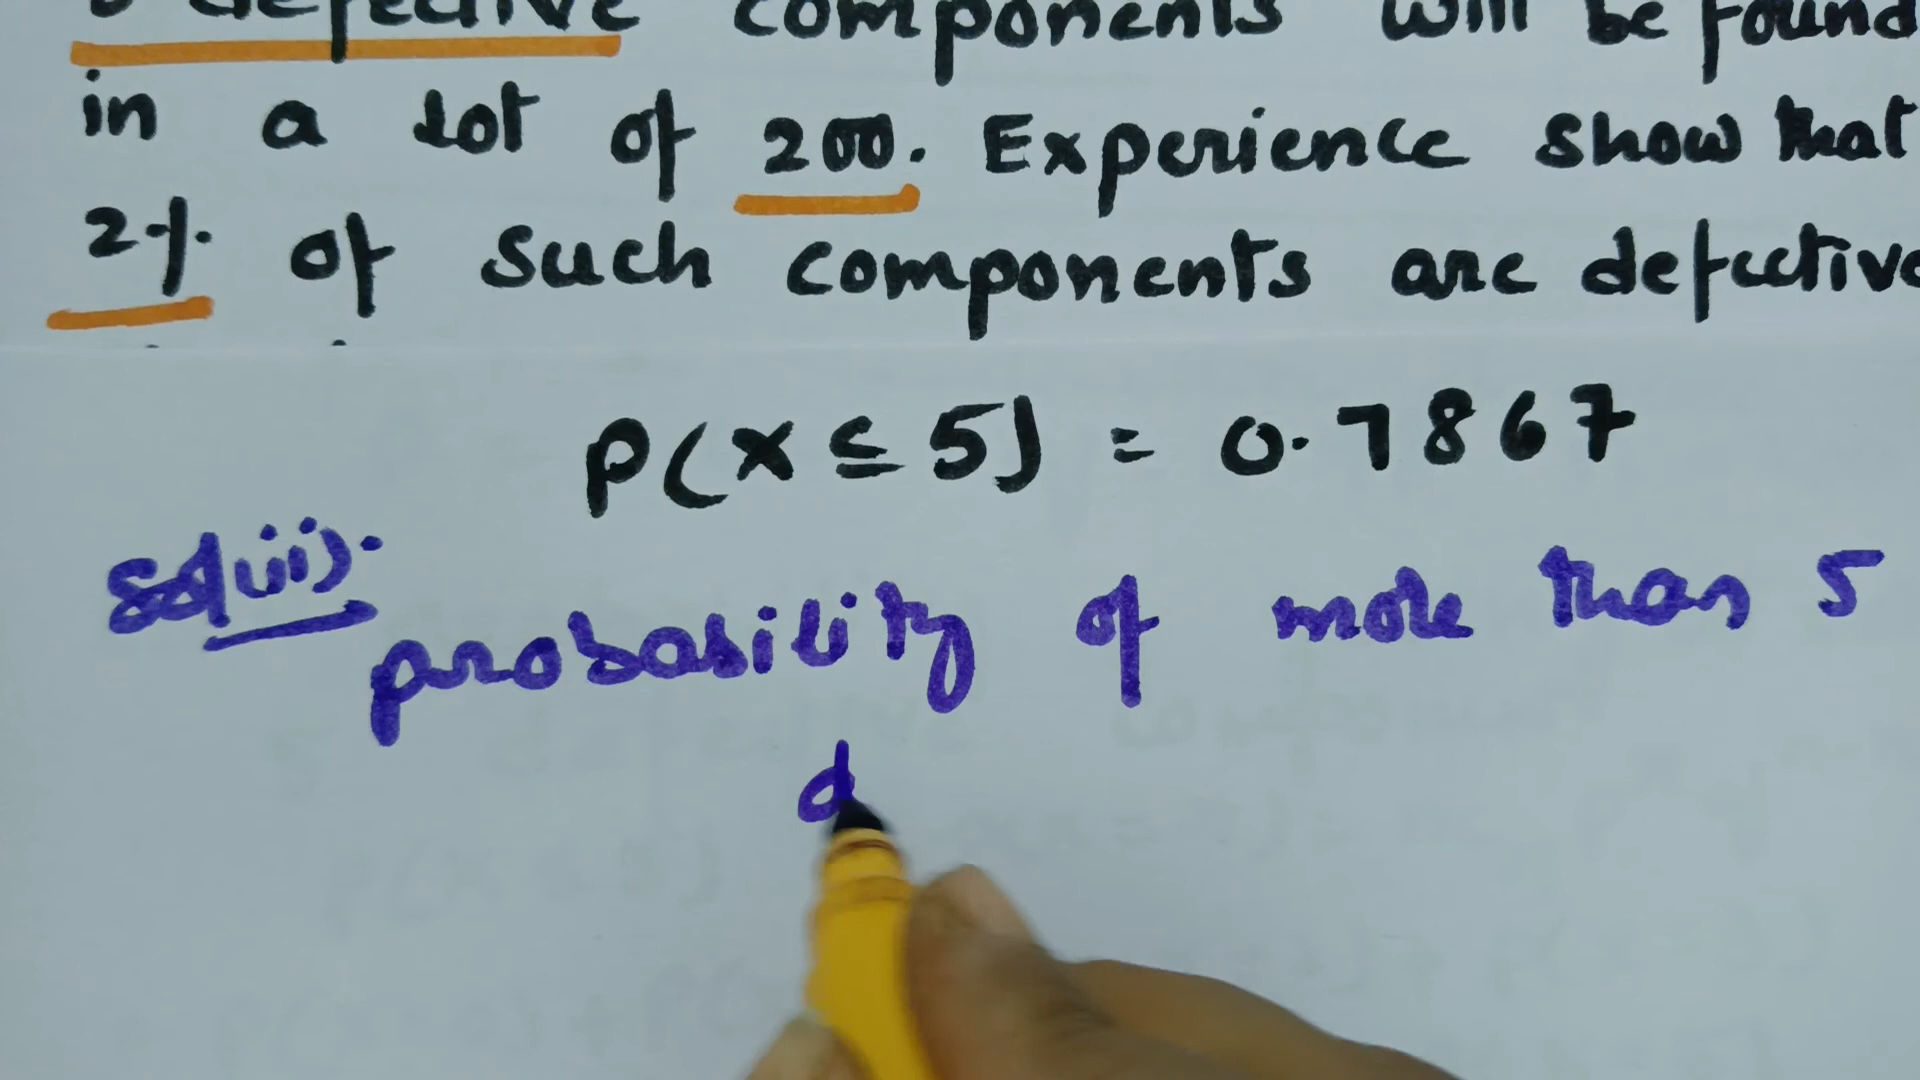 defective components will be found
in a lot of 200. Experience show that
2% of such components are defective
P(X ≤ 5) = 0.7867
Sol(ii).
probability of more than 5
d